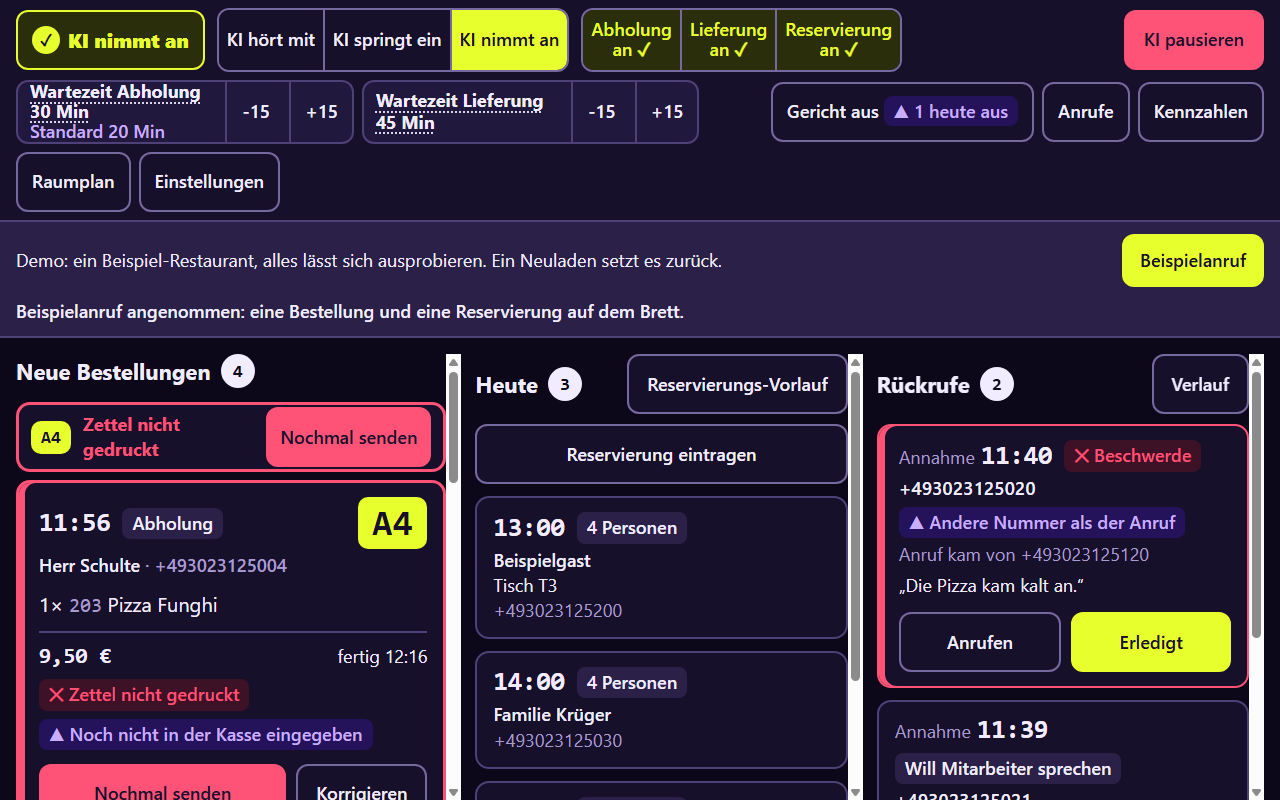 ✓ KI nimmt an
KI hört mit
KI springt ein
KI nimmt an
Abholung
an ✓
Lieferung
an ✓
Reservierung
an ✓
KI pausieren
Wartezeit Abholung
30 Min
Standard 20 Min
-15
+15
Wartezeit Lieferung
45 Min
-15
+15
Gericht aus ▲ 1 heute aus
Anrufe
Kennzahlen
Raumplan
Einstellungen
Demo: ein Beispiel-Restaurant, alles lässt sich ausprobieren. Ein Neuladen setzt es zurück.
Beispielanruf
Beispielanruf angenommen: eine Bestellung und eine Reservierung auf dem Brett.
Neue Bestellungen 4
A4
Zettel nicht
gedruckt
Nochmal senden
11:56 Abholung
A4
Herr Schulte · +493023125004
1× 203 Pizza Funghi
9,50 €
fertig 12:16
✕ Zettel nicht gedruckt
▲ Noch nicht in der Kasse eingegeben
Nochmal senden
Korrigieren
Heute 3
Reservierungs-Vorlauf
Reservierung eintragen
13:00 4 Personen
Beispielgast
Tisch T3
+493023125200
14:00 4 Personen
Familie Krüger
+493023125030
Rückrufe 2
Verlauf
Annahme 11:40 ✕ Beschwerde
+493023125020
▲ Andere Nummer als der Anruf
Anruf kam von +493023125120
„Die Pizza kam kalt an.“
Anrufen
Erledigt
Annahme 11:39
Will Mitarbeiter sprechen
+493023125021